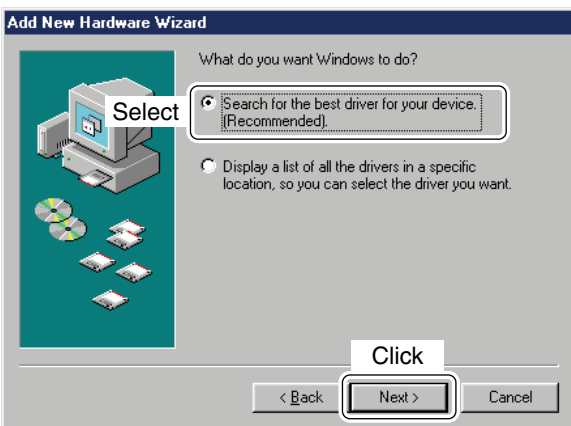 Add New Hardware Wizard
What do you want Windows to do?
Select
Search for the best driver for your device.
(Recommended).
Display a list of all the drivers in a specific
location, so you can select the driver you want.
Click
< Back Next > Cancel